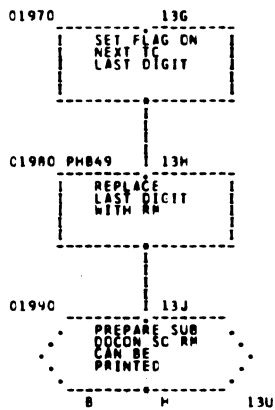 01970 13G
SET FLAG ON
NEXT TC
LAST DIGIT
C1980 PHB49 13H
REPLACE
LAST DIGIT
WITH RM
01990 13J
PREPARE SUB
DOCON SC RM
CAN BE
PRINTED
B H 13U